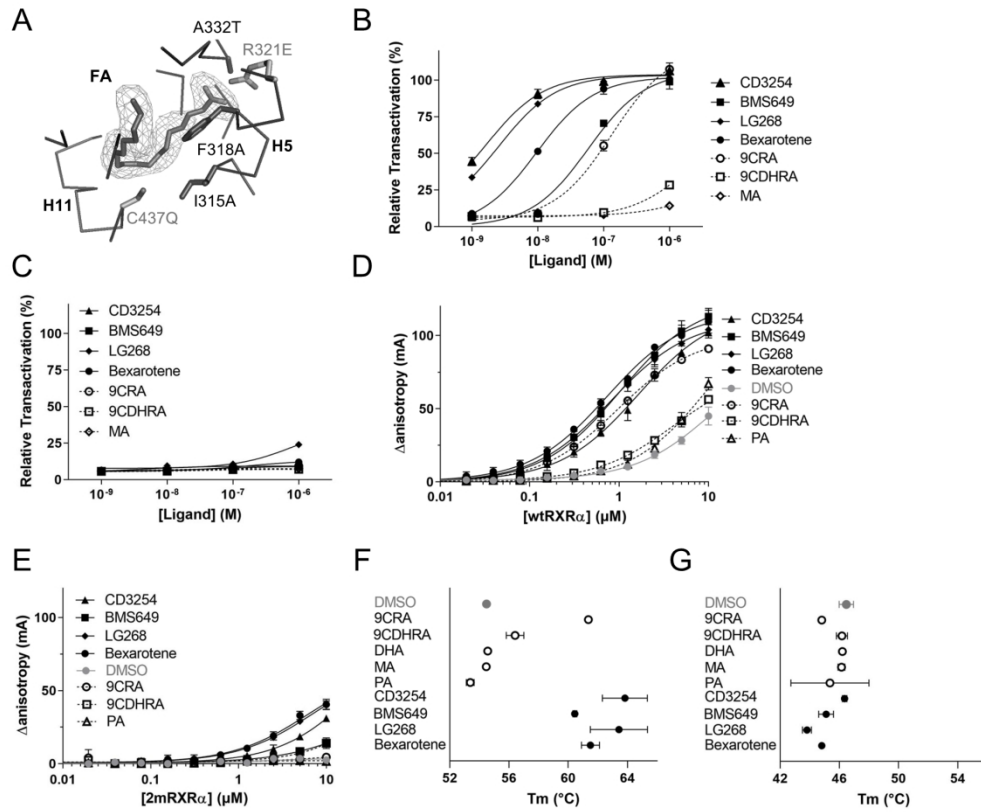 A
A332T
R321E
FA
F318A
H5
H11
I315A
C437Q
B
Relative Transactivation (%)
100
75
50
25
0
10-9
10-8
10-7
10-6
[Ligand] (M)
CD3254
BMS649
LG268
Bexarotene
9CRA
9CDHRA
MA
C
Relative Transactivation (%)
100
75
50
25
0
CD3254
BMS649
LG268
Bexarotene
9CRA
9CDHRA
MA
10-9
10-8
10-7
10-6
[Ligand] (M)
D
Δanisotropy (mA)
100
50
0
0.01
0.1
1
10
[wtRXRα] (µM)
CD3254
BMS649
LG268
Bexarotene
DMSO
9CRA
9CDHRA
PA
E
Δanisotropy (mA)
100
50
0
CD3254
BMS649
LG268
Bexarotene
DMSO
9CRA
9CDHRA
PA
0.01
0.1
1
10
[2mRXRα] (µM)
F
DMSO
9CRA
9CDHRA
DHA
MA
PA
CD3254
BMS649
LG268
Bexarotene
52
56
60
64
Tm (°C)
G
DMSO
9CRA
9CDHRA
DHA
MA
PA
CD3254
BMS649
LG268
Bexarotene
42
46
50
54
Tm (°C)